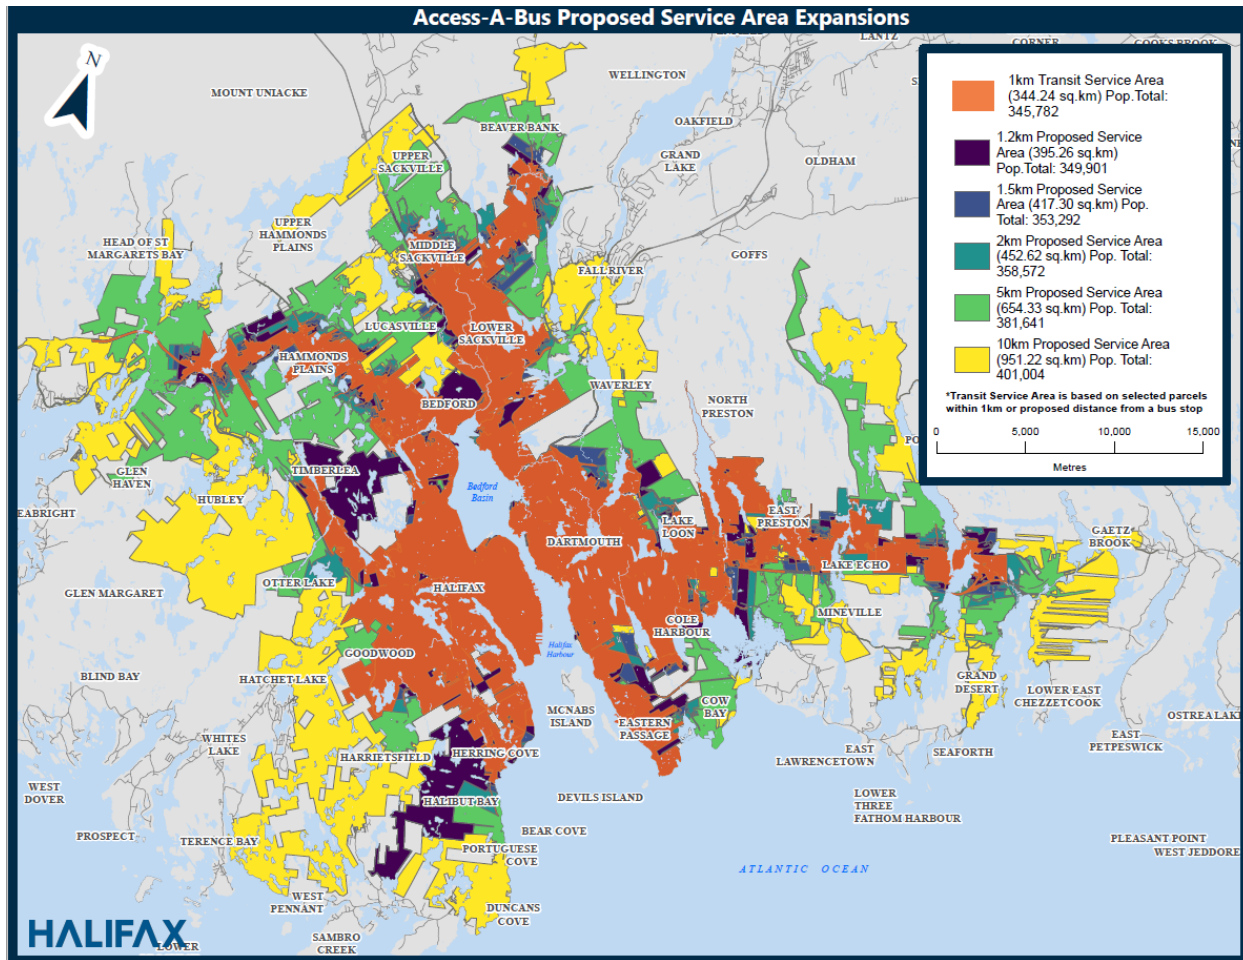 Access-A-Bus Proposed Service Area Expansions
N
LANTZ
CORNER
COOKS BROOK
WELLINGTON
MOUNT UNIACKE
OAKFIELD
BEAVER BANK
GRAND
LAKE
OLDHAM
UPPER
SACKVILLE
UPPER
HAMMONDS
PLAINS
HEAD OF ST
MARGARETS BAY
MIDDLE
SACKVILLE
GOFFS
FALL RIVER
LUCASVILLE
LOWER
SACKVILLE
HAMMONDS
PLAINS
WAVERLEY
BEDFORD
NORTH
PRESTON
1km Transit Service Area
(344.24 sq.km) Pop.Total:
345,782
1.2km Proposed Service
Area (395.26 sq.km)
Pop.Total: 349,901
1.5km Proposed Service
Area (417.30 sq.km) Pop.
Total: 353,292
2km Proposed Service Area
(452.62 sq.km) Pop. Total:
358,572
5km Proposed Service Area
(654.33 sq.km) Pop. Total:
381,641
10km Proposed Service Area
(951.22 sq.km) Pop. Total:
401,004
*Transit Service Area is based on selected parcels
within 1km or proposed distance from a bus stop
0 5,000 10,000 15,000
Metres
GLEN
HAVEN
TIMBERLEA
Bedford
Basin
HUBLEY
EABRIGHT
LAKE
LOON
EAST
PRESTON
GAETZ
BROOK
DARTMOUTH
LAKE ECHO
OTTER LAKE
HALIFAX
GLEN MARGARET
MINEVILLE
COLE
HARBOUR
Halifax
Harbour
GOODWOOD
HATCHET LAKE
BLIND BAY
GRAND
DESERT
LOWER EAST
CHEZZETCOOK
MCNABS
ISLAND
COW
BAY
EASTERN
PASSAGE
OSTREA LAKE
WHITES
LAKE
EAST
PETPESWICK
HARRIETSFIELD
HERRING COVE
EAST
LAWRENCETOWN
SEAFORTH
WEST
DOVER
HALIBUT BAY
DEVILS ISLAND
LOWER
THREE
FATHOM HARBOUR
PROSPECT
TERENCE BAY
BEAR COVE
PORTUGUESE
COVE
PLEASANT POINT
WEST JEDDORE
ATLANTIC OCEAN
WEST
PENNANT
DUNCANS
COVE
SAMBRO
CREEK
HALIFAX
LOWER